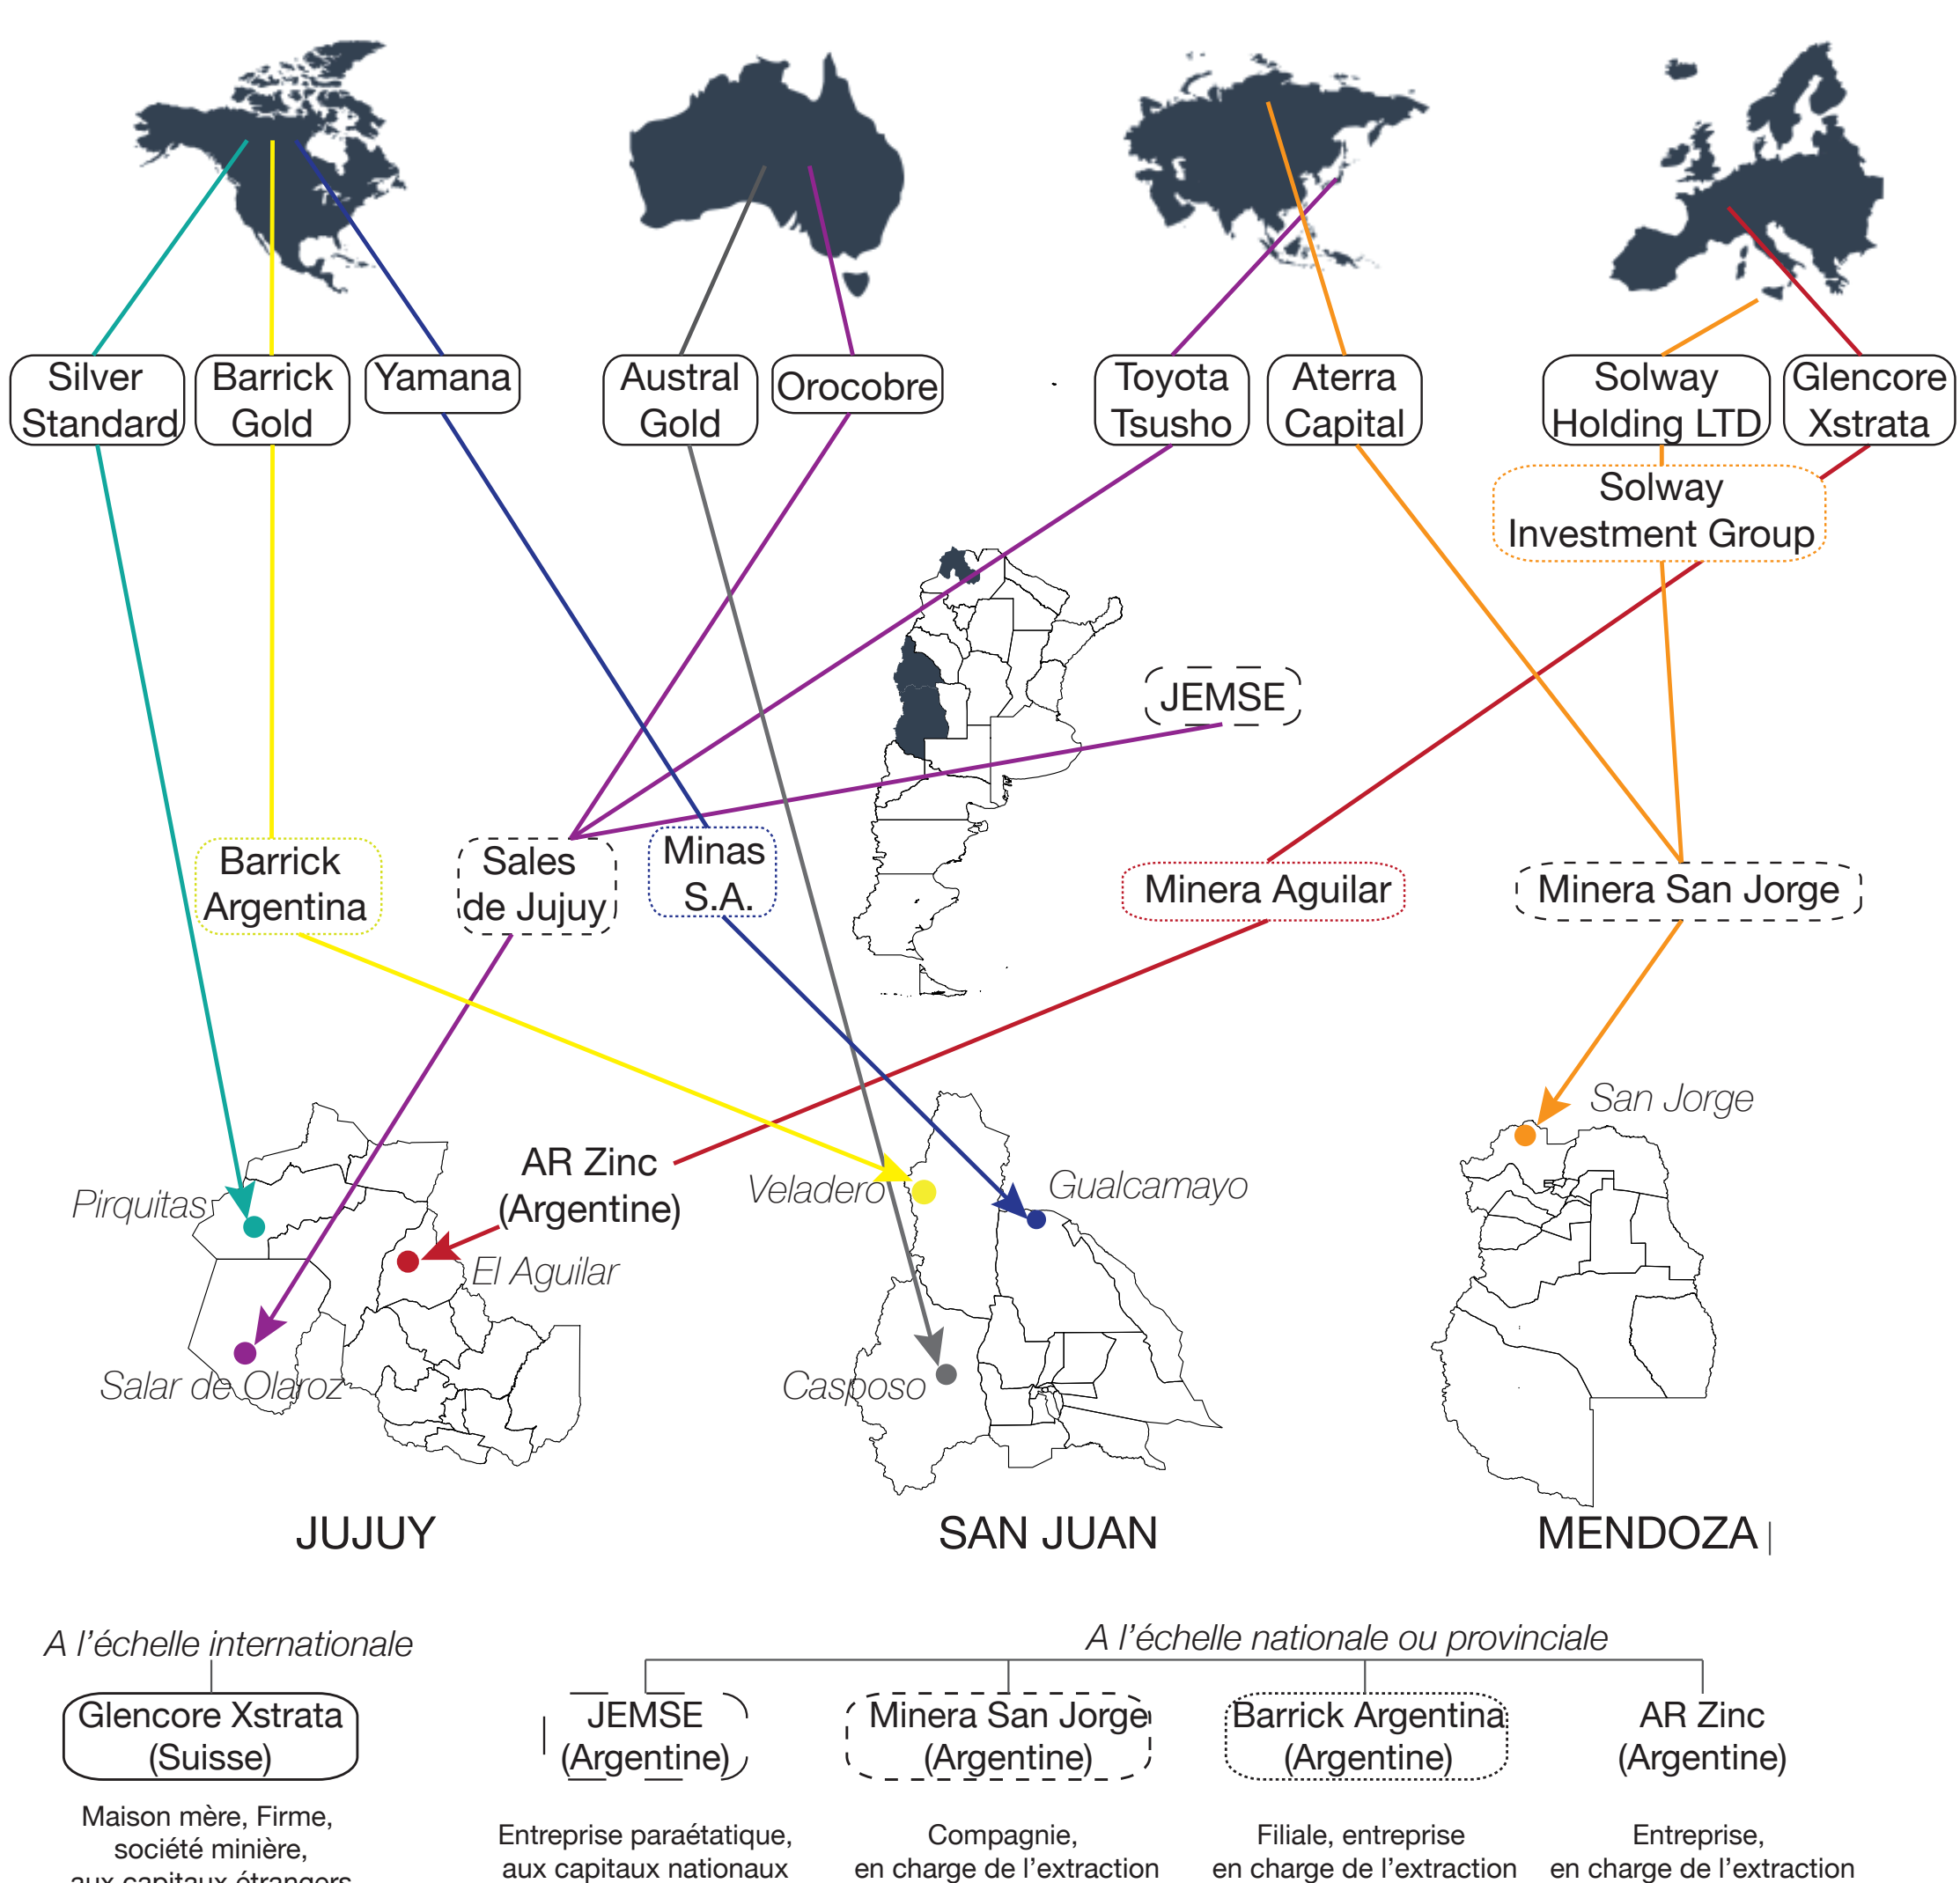 Silver
Standard
Barrick
Gold
Yamana
Austral
Gold
Orocobre
Toyota
Tsusho
Aterra
Capital
Solway
Holding LTD
Glencore
Xstrata
Solway
Investment Group
JEMSE
Barrick
Argentina
Sales
de Jujuy
Minas
S.A.
Minera Aguilar
Minera San Jorge
San Jorge
AR Zinc
(Argentine)
Pirquitas
El Aguilar
Salar de Olaroz
Veladero
Gualcamayo
Casposo
JUJUY
SAN JUAN
MENDOZA
A l'échelle internationale
A l'échelle nationale ou provinciale
Glencore Xstrata
(Suisse)
JEMSE
(Argentine)
Minera San Jorge
(Argentine)
Barrick Argentina
(Argentine)
AR Zinc
(Argentine)
Maison mère, Firme,
société minière,
aux capitaux étrangers
Entreprise paraétatique,
aux capitaux nationaux
Compagnie,
en charge de l'extraction
Filiale, entreprise
en charge de l'extraction
Entreprise,
en charge de l'extraction